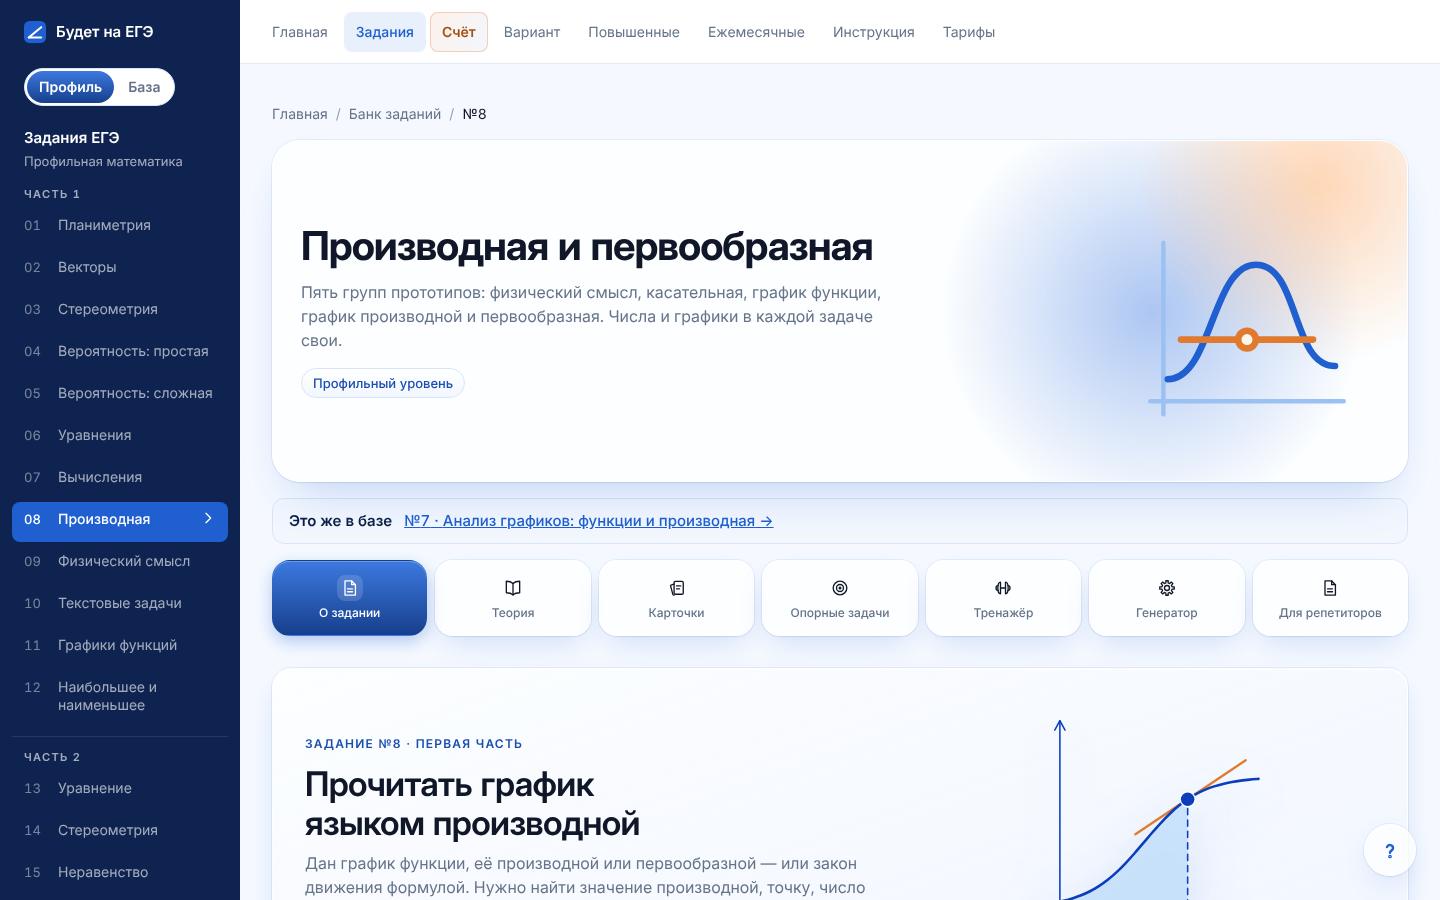 Будет на ЕГЭ
Профиль
База
Задания ЕГЭ
Профильная математика
ЧАСТЬ 1
01 Планиметрия
02 Векторы
03 Стереометрия
04 Вероятность: простая
05 Вероятность: сложная
06 Уравнения
07 Вычисления
08 Производная
09 Физический смысл
10 Текстовые задачи
11 Графики функций
12 Наибольшее и
наименьшее
ЧАСТЬ 2
13 Уравнение
14 Стереометрия
15 Неравенство
Главная Задания Счёт Вариант Повышенные Ежемесячные Инструкция Тарифы
Главная / Банк заданий / №8
Производная и первообразная
Пять групп прототипов: физический смысл, касательная, график функции,
график производной и первообразная. Числа и графики в каждой задаче
свои.
Профильный уровень
Это же в базе №7 · Анализ графиков: функции и производная →
О задании
Теория
Карточки
Опорные задачи
Тренажёр
Генератор
Для репетиторов
ЗАДАНИЕ №8 · ПЕРВАЯ ЧАСТЬ
Прочитать график
языком производной
Дан график функции, её производной или первообразной — или закон
движения формулой. Нужно найти значение производной, точку, число
?